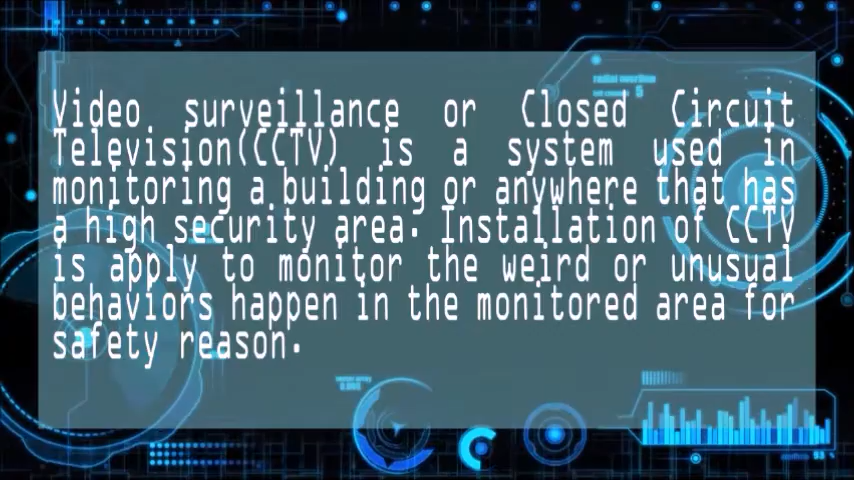 Video surveillance or Closed Circuit
Television(CCTV) is a system used in
monitoring a building or anywhere that has
a high security area. Installation of CCTV
is apply to monitor the weird or unusual
behaviors happen in the monitored area for
safety reason.